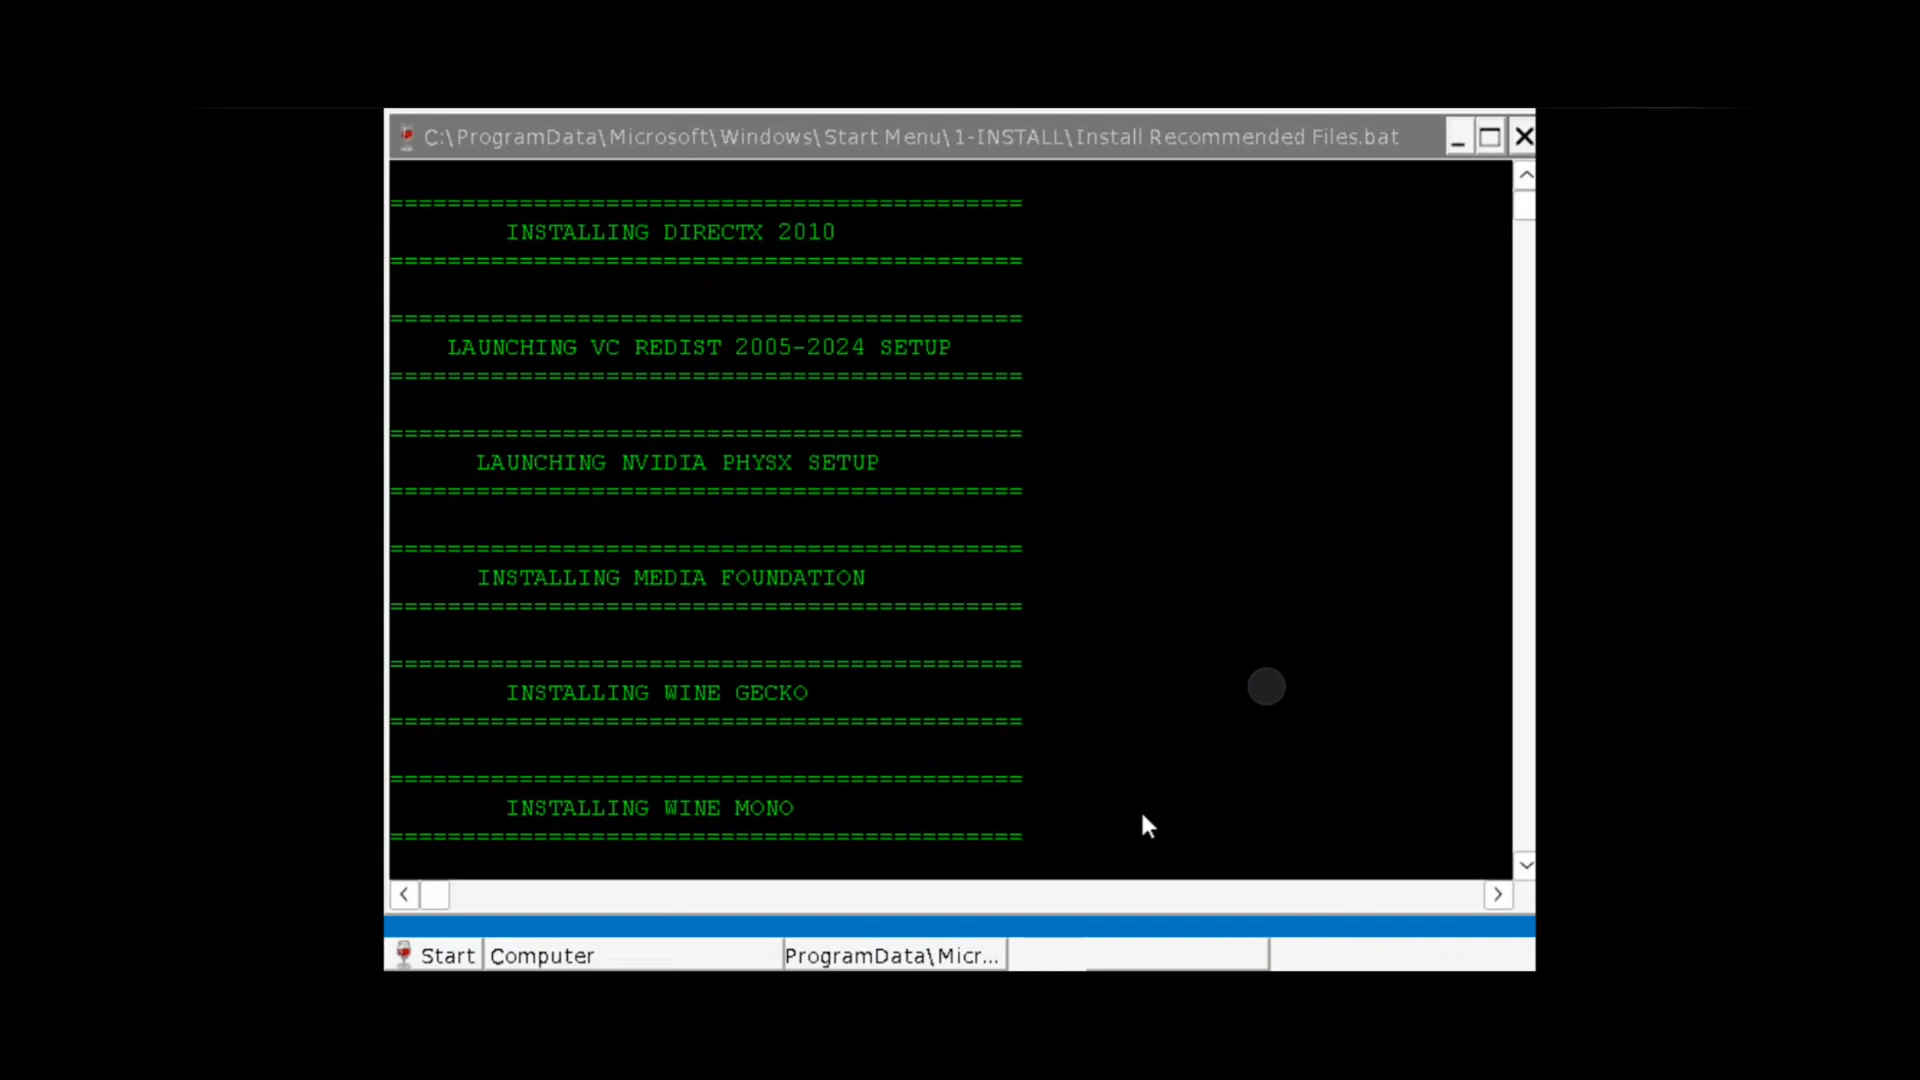 C:\ProgramData\Microsoft\Windows\Start Menu\1-INSTALL\Install Recommended Files.bat
============================================
INSTALLING DIRECTX 2010
============================================
============================================
LAUNCHING VC REDIST 2005-2024 SETUP
============================================
============================================
LAUNCHING NVIDIA PHYSX SETUP
============================================
============================================
INSTALLING MEDIA FOUNDATION
============================================
============================================
INSTALLING WINE GECKO
============================================
============================================
INSTALLING WINE MONO
============================================
Start Computer ProgramData\Micr...